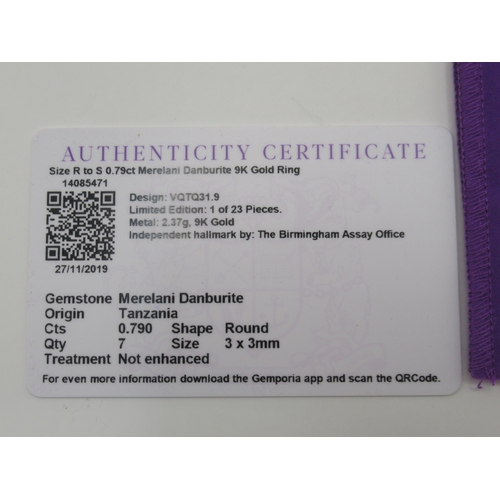 AUTHENTICITY CERTIFICATE
Size R to S 0.79ct Merelani Danburite 9K Gold Ring
14085471
Design: VQTQ31.9
Limited Edition: 1 of 23 Pieces.
Metal: 2.37g, 9K Gold
Independent hallmark by: The Birmingham Assay Office
27/11/2019
Gemstone Merelani Danburite
Origin Tanzania
Cts 0.790 Shape Round
Qty 7 Size 3 x 3mm
Treatment Not enhanced
For even more information download the Gemporia app and scan the QRCode.